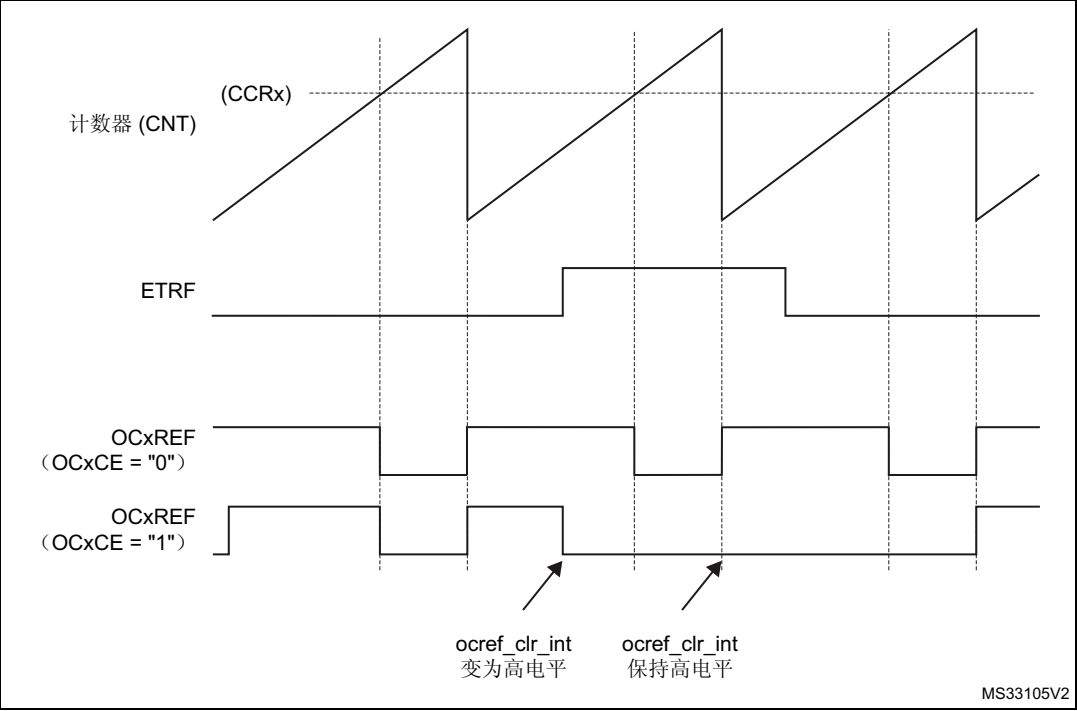 (CCRx)
计数器 (CNT)
ETRF
OCxREF
（OCxCE = "0"）
OCxREF
（OCxCE = "1"）
ocref_clr_int
变为高电平
ocref_clr_int
保持高电平
MS33105V2